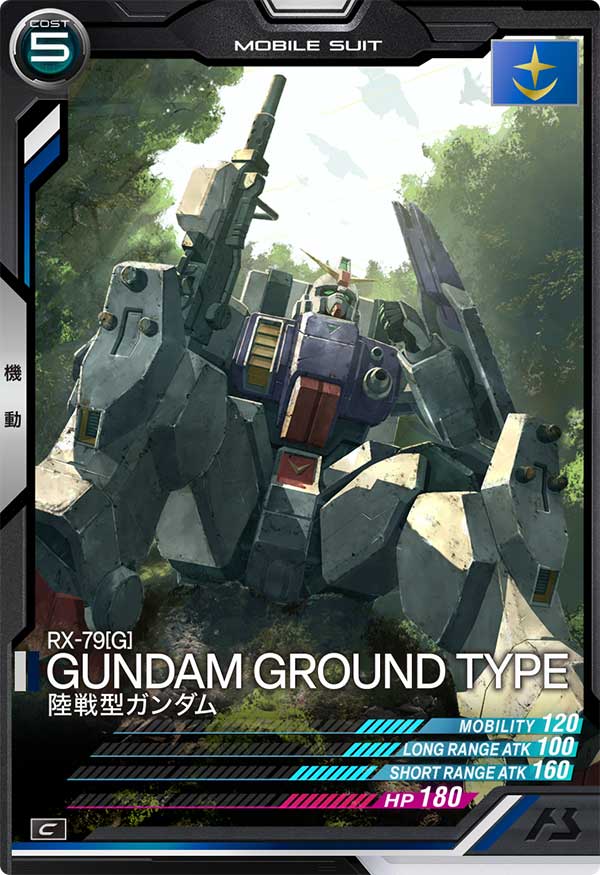 COST
5
MOBILE SUIT
機動
RX-79[G]
GUNDAM GROUND TYPE
陸戦型ガンダム
MOBILITY 120
LONG RANGE ATK 100
SHORT RANGE ATK 160
HP 180
C